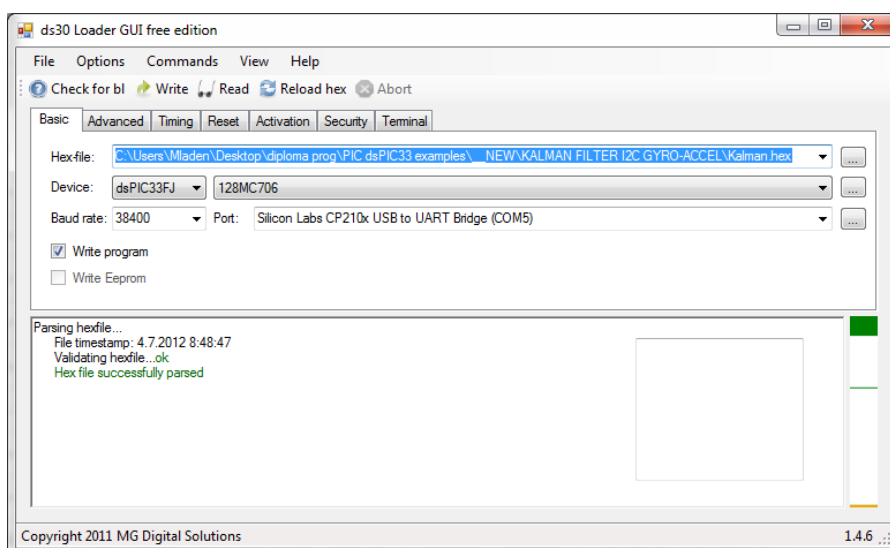 ds30 Loader GUI free edition
File Options Commands View Help
Check for bl Write Read Reload hex Abort
Basic Advanced Timing Reset Activation Security Terminal
Hex-file: C:\Users\Mladen\Desktop\diploma prog\PIC dsPIC33 examples\__NEW\KALMAN FILTER I2C GYRO-ACCEL\Kalman.hex ...
Device: dsPIC33FJ 128MC706 ...
Baud rate: 38400 Port: Silicon Labs CP210x USB to UART Bridge (COM5) ...
Write program
Write Eeprom
Parsing hexfile...
File timestamp: 4.7.2012 8:48:47
Validating hexfile...ok
Hex file successfully parsed
Copyright 2011 MG Digital Solutions 1.4.6